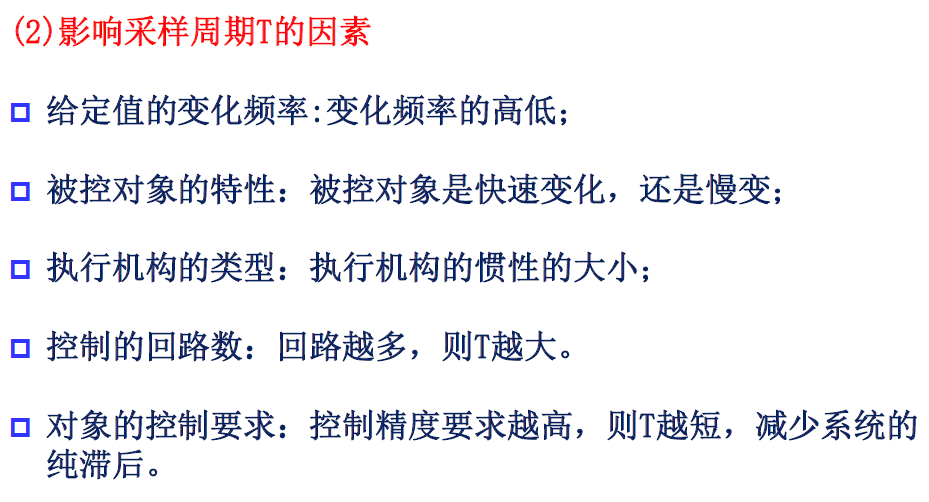 (2)影响采样周期T的因素
给定值的变化频率:变化频率的高低;
被控对象的特性：被控对象是快速变化，还是慢变;
执行机构的类型：执行机构的惯性的大小;
控制的回路数：回路越多，则T越大。
对象的控制要求：控制精度要求越高，则T越短，减少系统的
纯滞后。